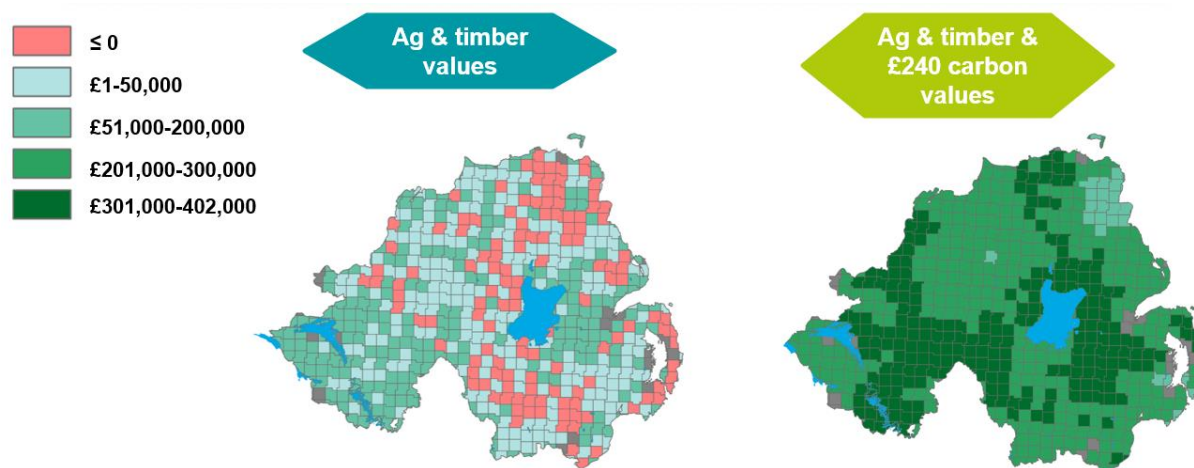 ≤ 0
£1-50,000
£51,000-200,000
£201,000-300,000
£301,000-402,000
Ag & timber
values
Ag & timber &
£240 carbon
values